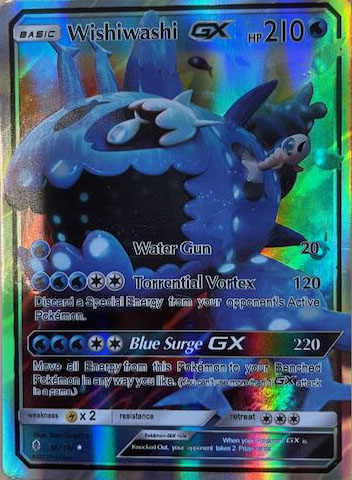 BASIC Wishiwashi GX HP 210
Water Gun 20
Torrential Vortex 120
Discard a Special Energy from your opponent's Active
Pokémon.
Blue Surge GX 220
Move all Energy from this Pokémon to your Benched
Pokémon in any way you like. (You can't use more than 1 GX attack
in a game.)
weakness x 2 resistance retreat
Pokémon-GX rule When your Pokémon-GX is
Knocked Out, your opponent takes 2 Prize cards.